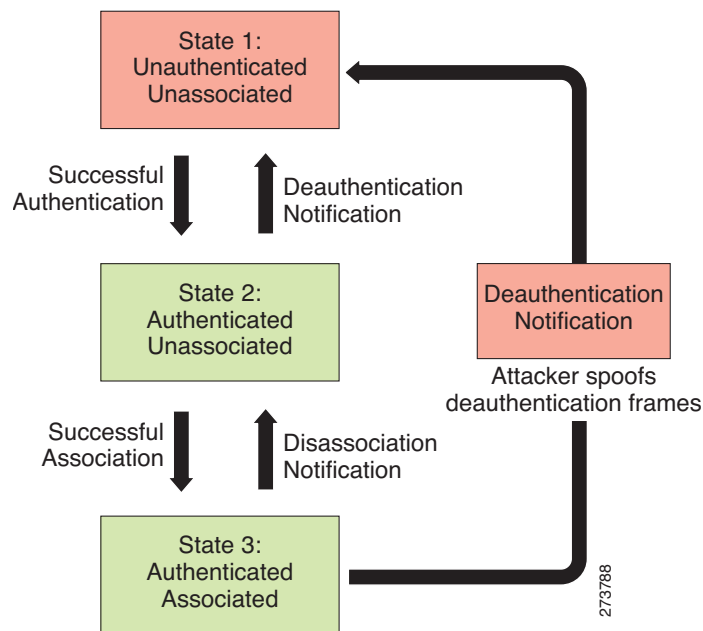 State 1:
Unauthenticated
Unassociated
Successful
Authentication
Deauthentication
Notification
State 2:
Authenticated
Unassociated
Deauthentication
Notification
Attacker spoofs
deauthentication frames
Successful
Association
Disassociation
Notification
State 3:
Authenticated
Associated
273788